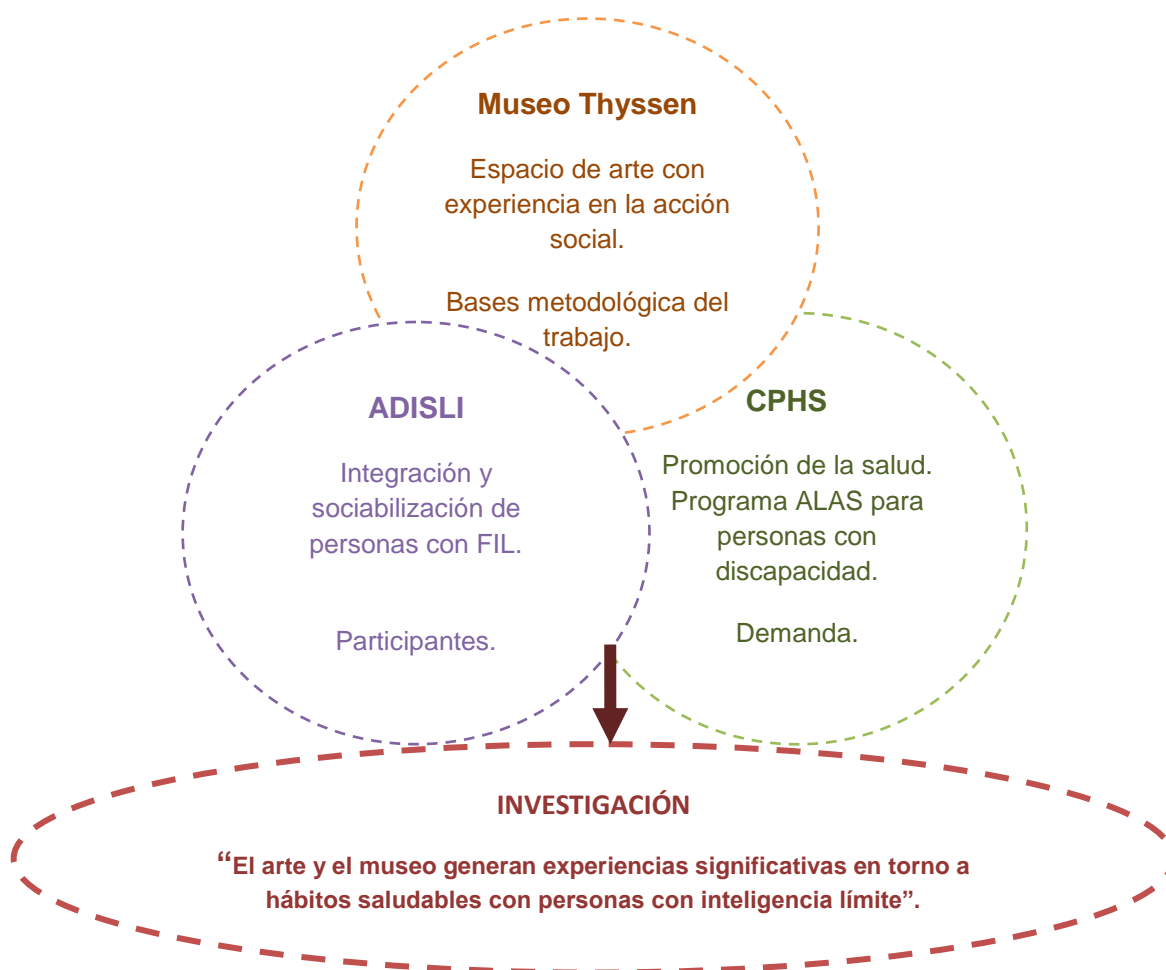 Museo Thyssen
Espacio de arte con
experiencia en la acción
social.
Bases metodológica del
trabajo.
ADISLI
Integración y
sociabilización de
personas con FIL.
Participantes.
CPHS
Promoción de la salud.
Programa ALAS para
personas con
discapacidad.
Demanda.
INVESTIGACIÓN
“El arte y el museo generan experiencias significativas en torno a
hábitos saludables con personas con inteligencia límite”.